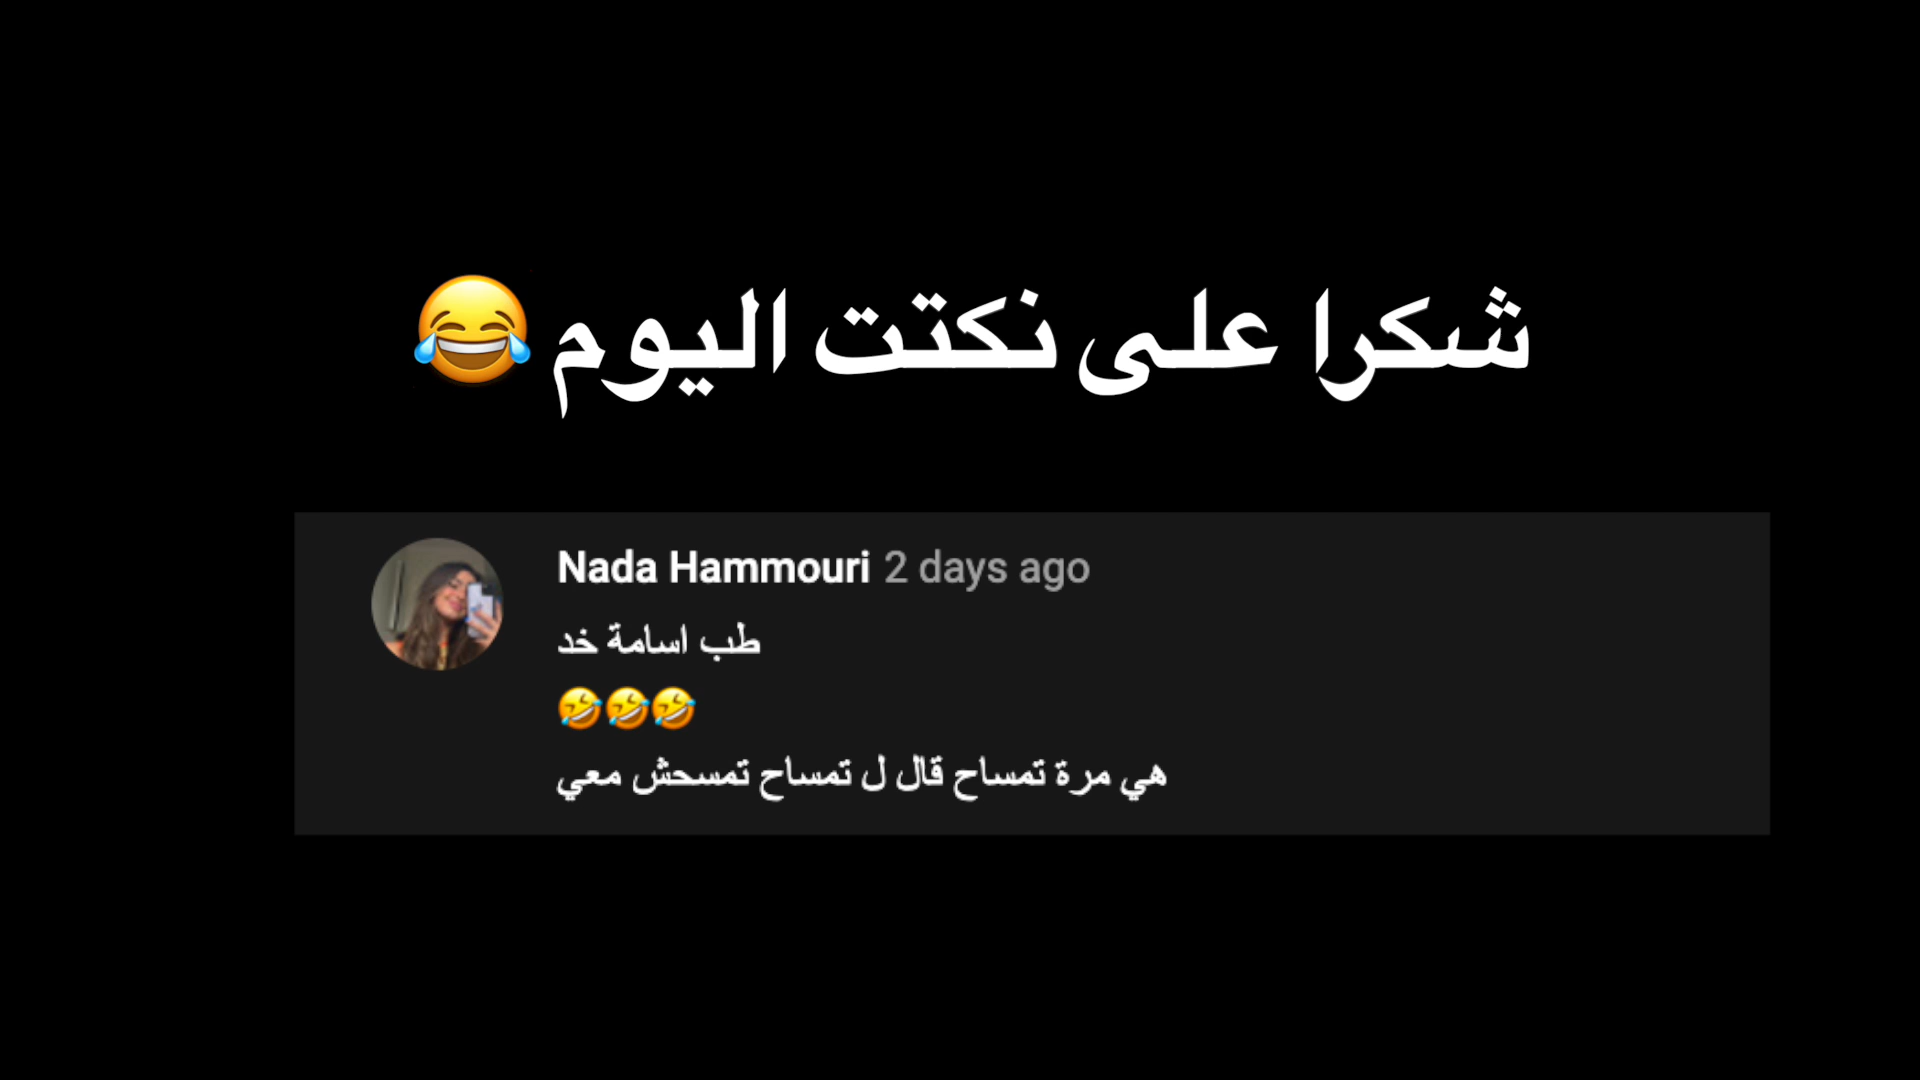 شكرا على نكتت اليوم 😂
Nada Hammouri 2 days ago
طب اسامة خد
🤣🤣🤣
هي مرة تمساح قال ل تمساح تمسحش معي